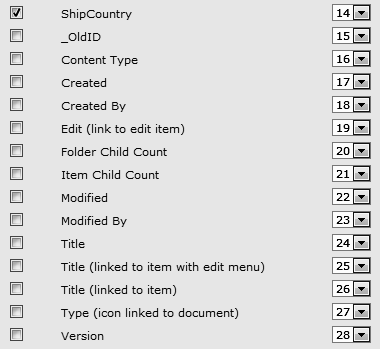 ShipCountry 14
_OldID 15
Content Type 16
Created 17
Created By 18
Edit (link to edit item) 19
Folder Child Count 20
Item Child Count 21
Modified 22
Modified By 23
Title 24
Title (linked to item with edit menu) 25
Title (linked to item) 26
Type (icon linked to document) 27
Version 28